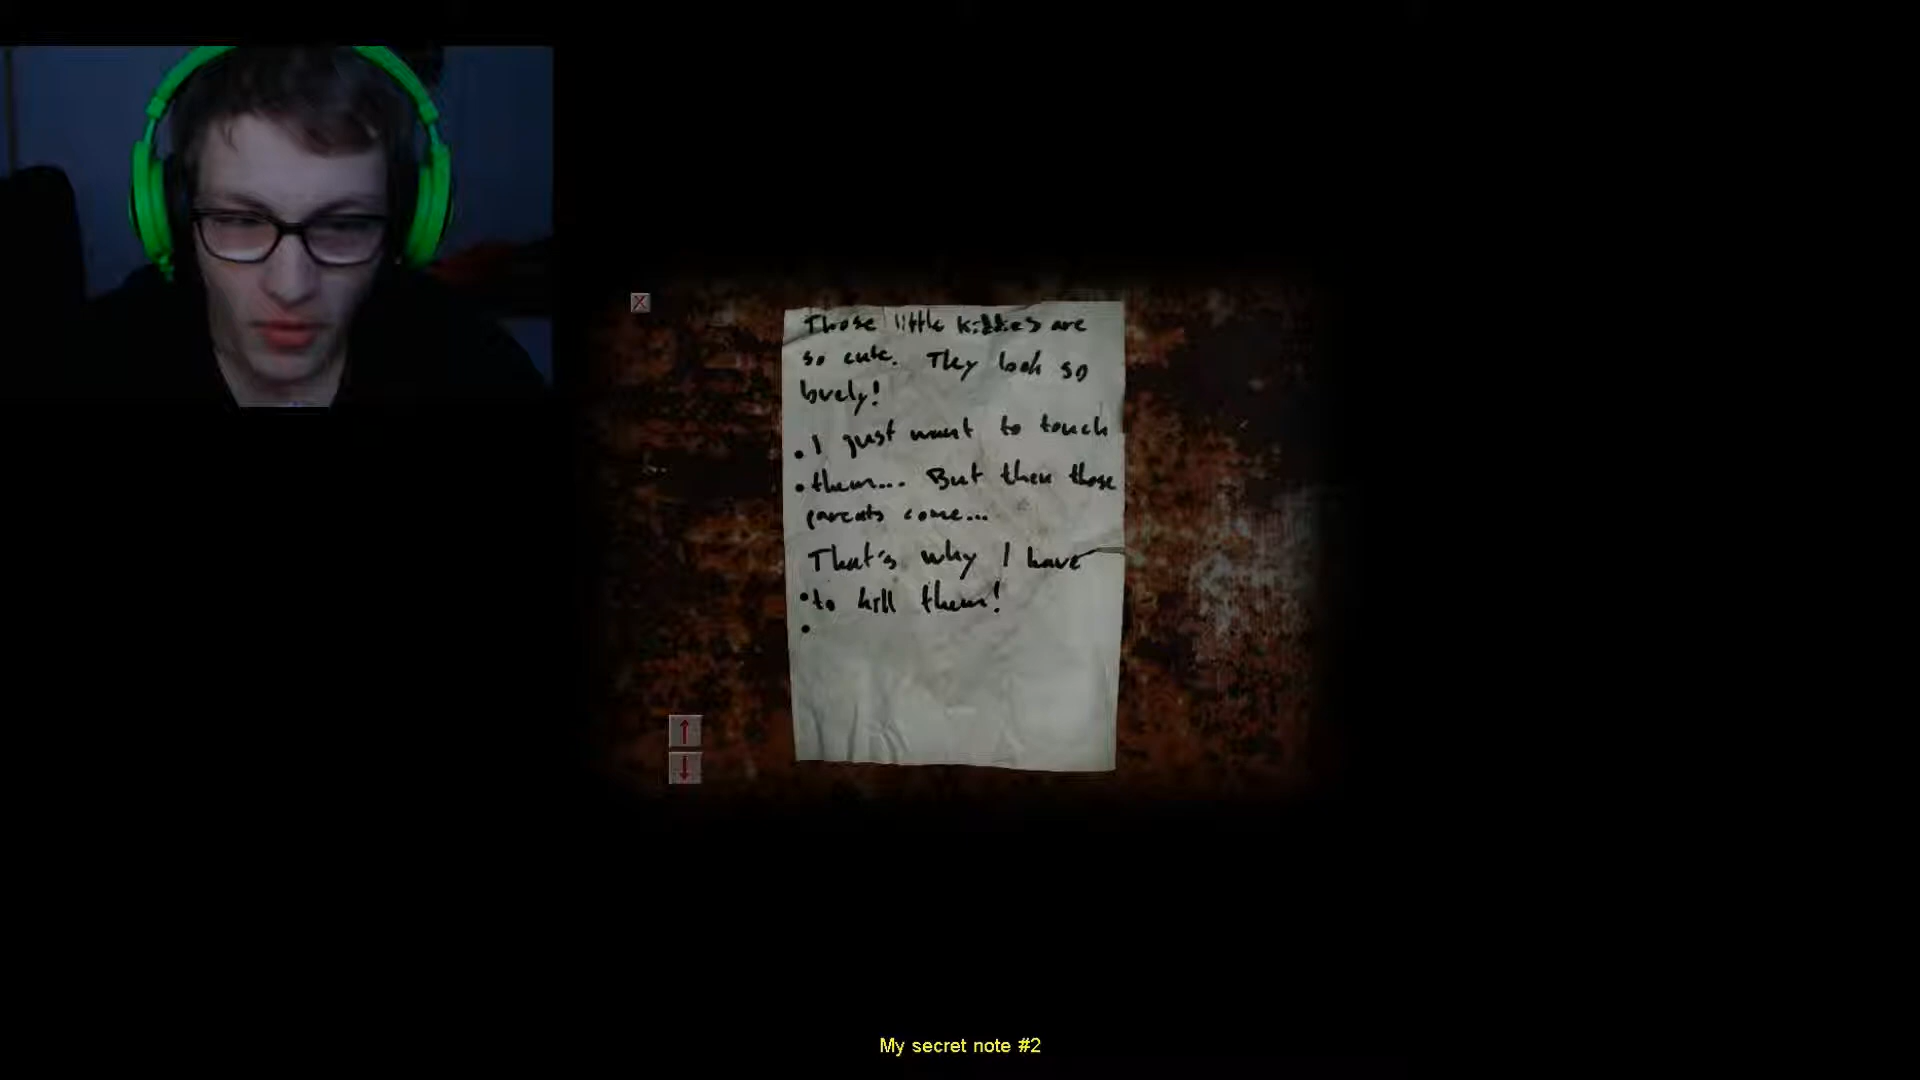 X
Those little kitties are
so cute. They look so
lovely!
I just want to touch
them... But then those
parents come...
That's why I have
to kill them!
My secret note #2